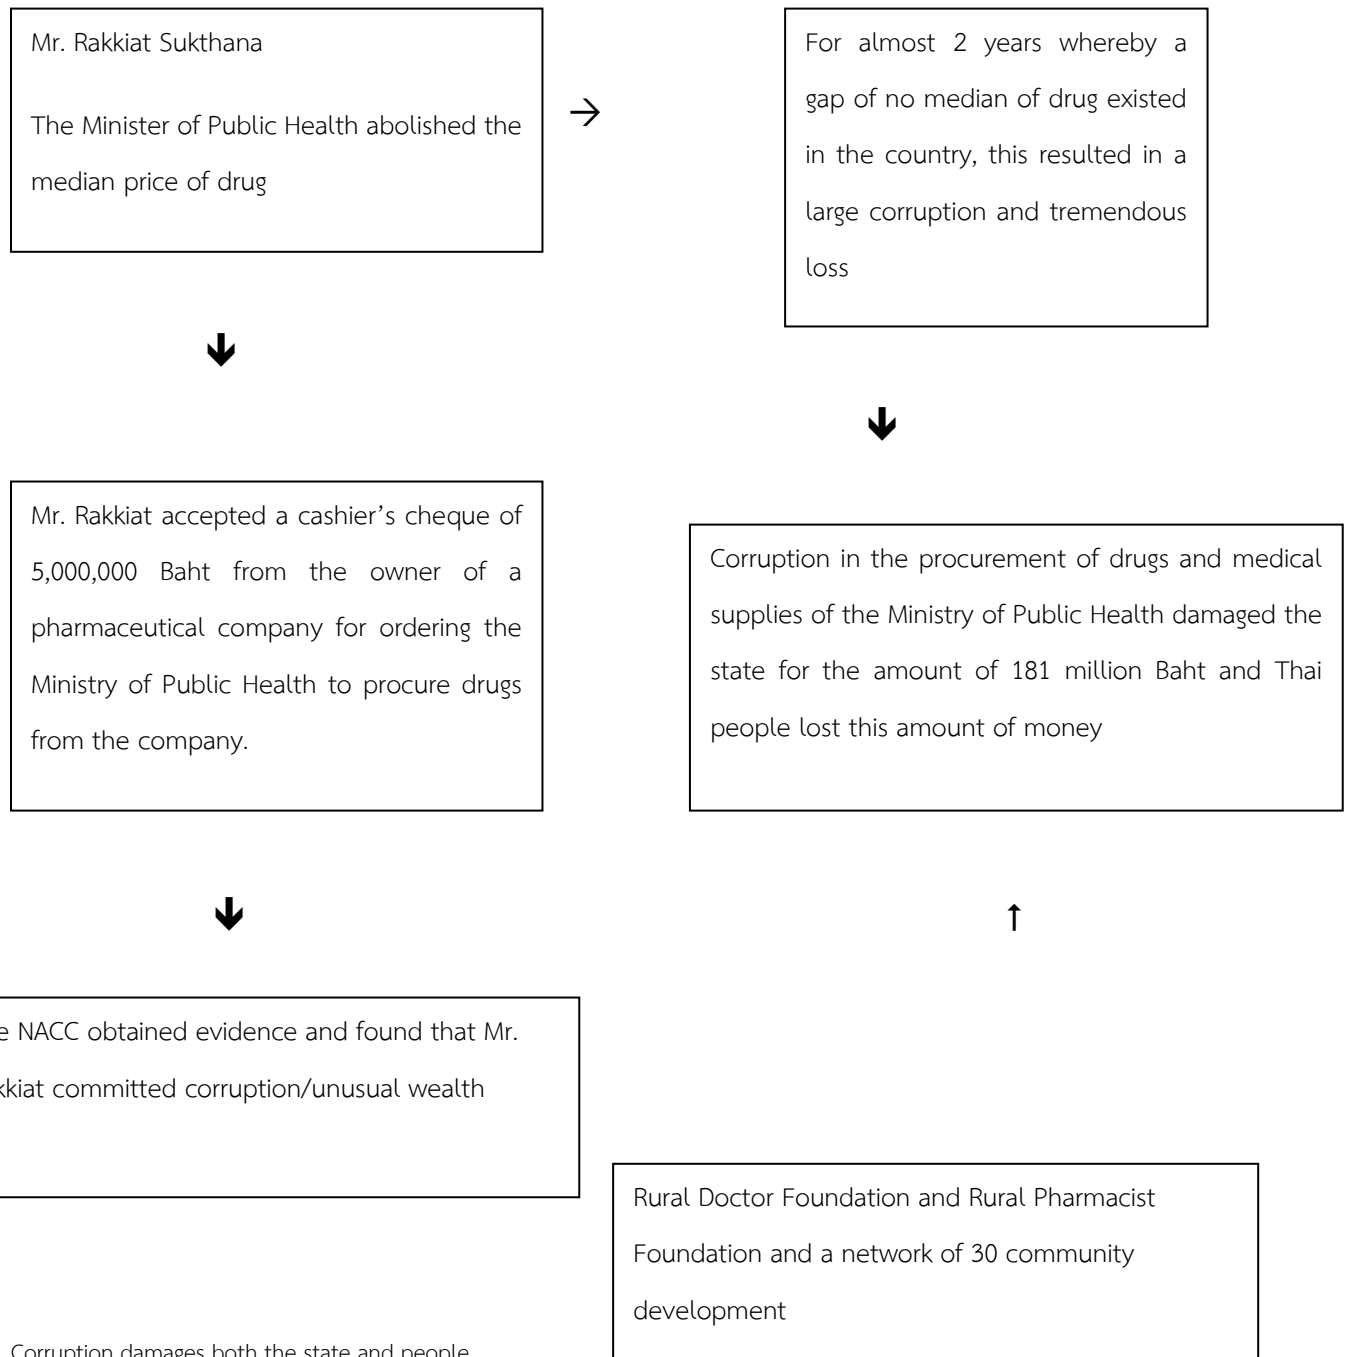 Mr. Rakkiat Sukthana
The Minister of Public Health abolished the
median price of drug
→
For almost 2 years whereby a
gap of no median of drug existed
in the country, this resulted in a
large corruption and tremendous
loss
Mr. Rakkiat accepted a cashier’s cheque of
5,000,000 Baht from the owner of a
pharmaceutical company for ordering the
Ministry of Public Health to procure drugs
from the company.
Corruption in the procurement of drugs and medical
supplies of the Ministry of Public Health damaged the
state for the amount of 181 million Baht and Thai
people lost this amount of money
↑
e NACC obtained evidence and found that Mr.
kkiat committed corruption/unusual wealth
Rural Doctor Foundation and Rural Pharmacist
Foundation and a network of 30 community
development
Corruption damages both the state and people